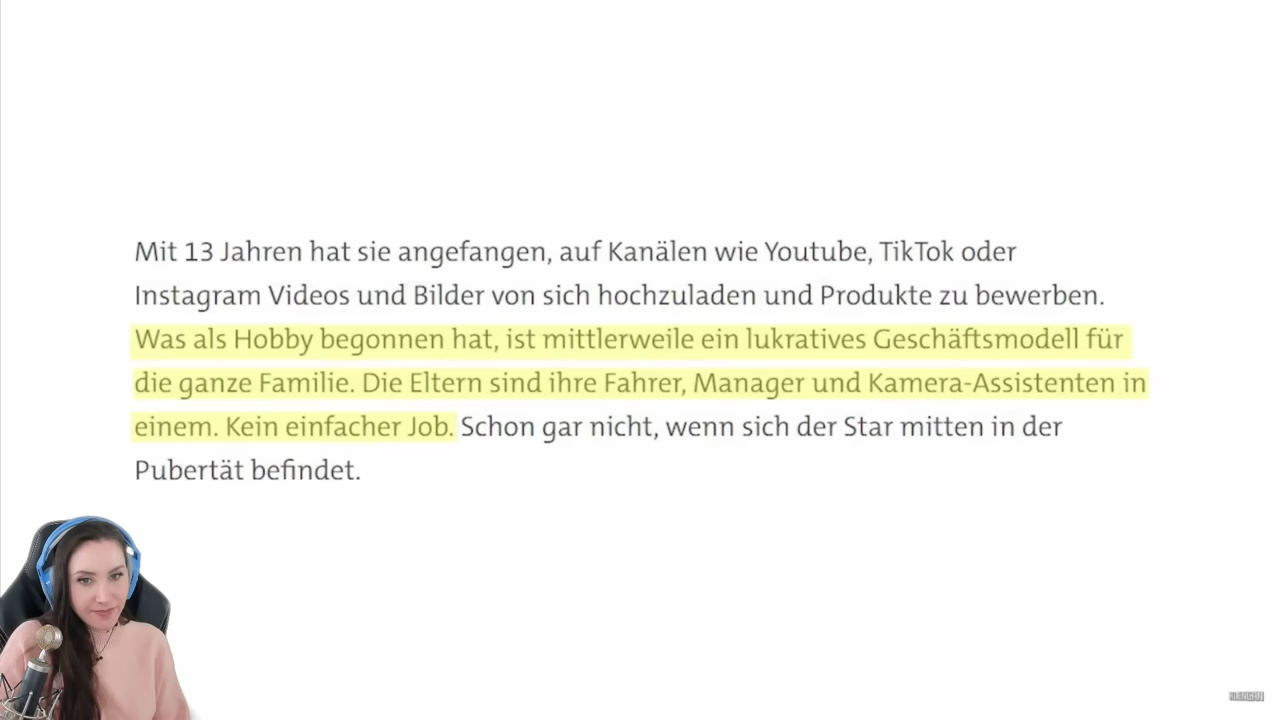 Mit 13 Jahren hat sie angefangen, auf Kanälen wie Youtube, TikTok oder
Instagram Videos und Bilder von sich hochzuladen und Produkte zu bewerben.
Was als Hobby begonnen hat, ist mittlerweile ein lukratives Geschäftsmodell für
die ganze Familie. Die Eltern sind ihre Fahrer, Manager und Kamera-Assistenten in
einem. Kein einfacher Job. Schon gar nicht, wenn sich der Star mitten in der
Pubertät befindet.